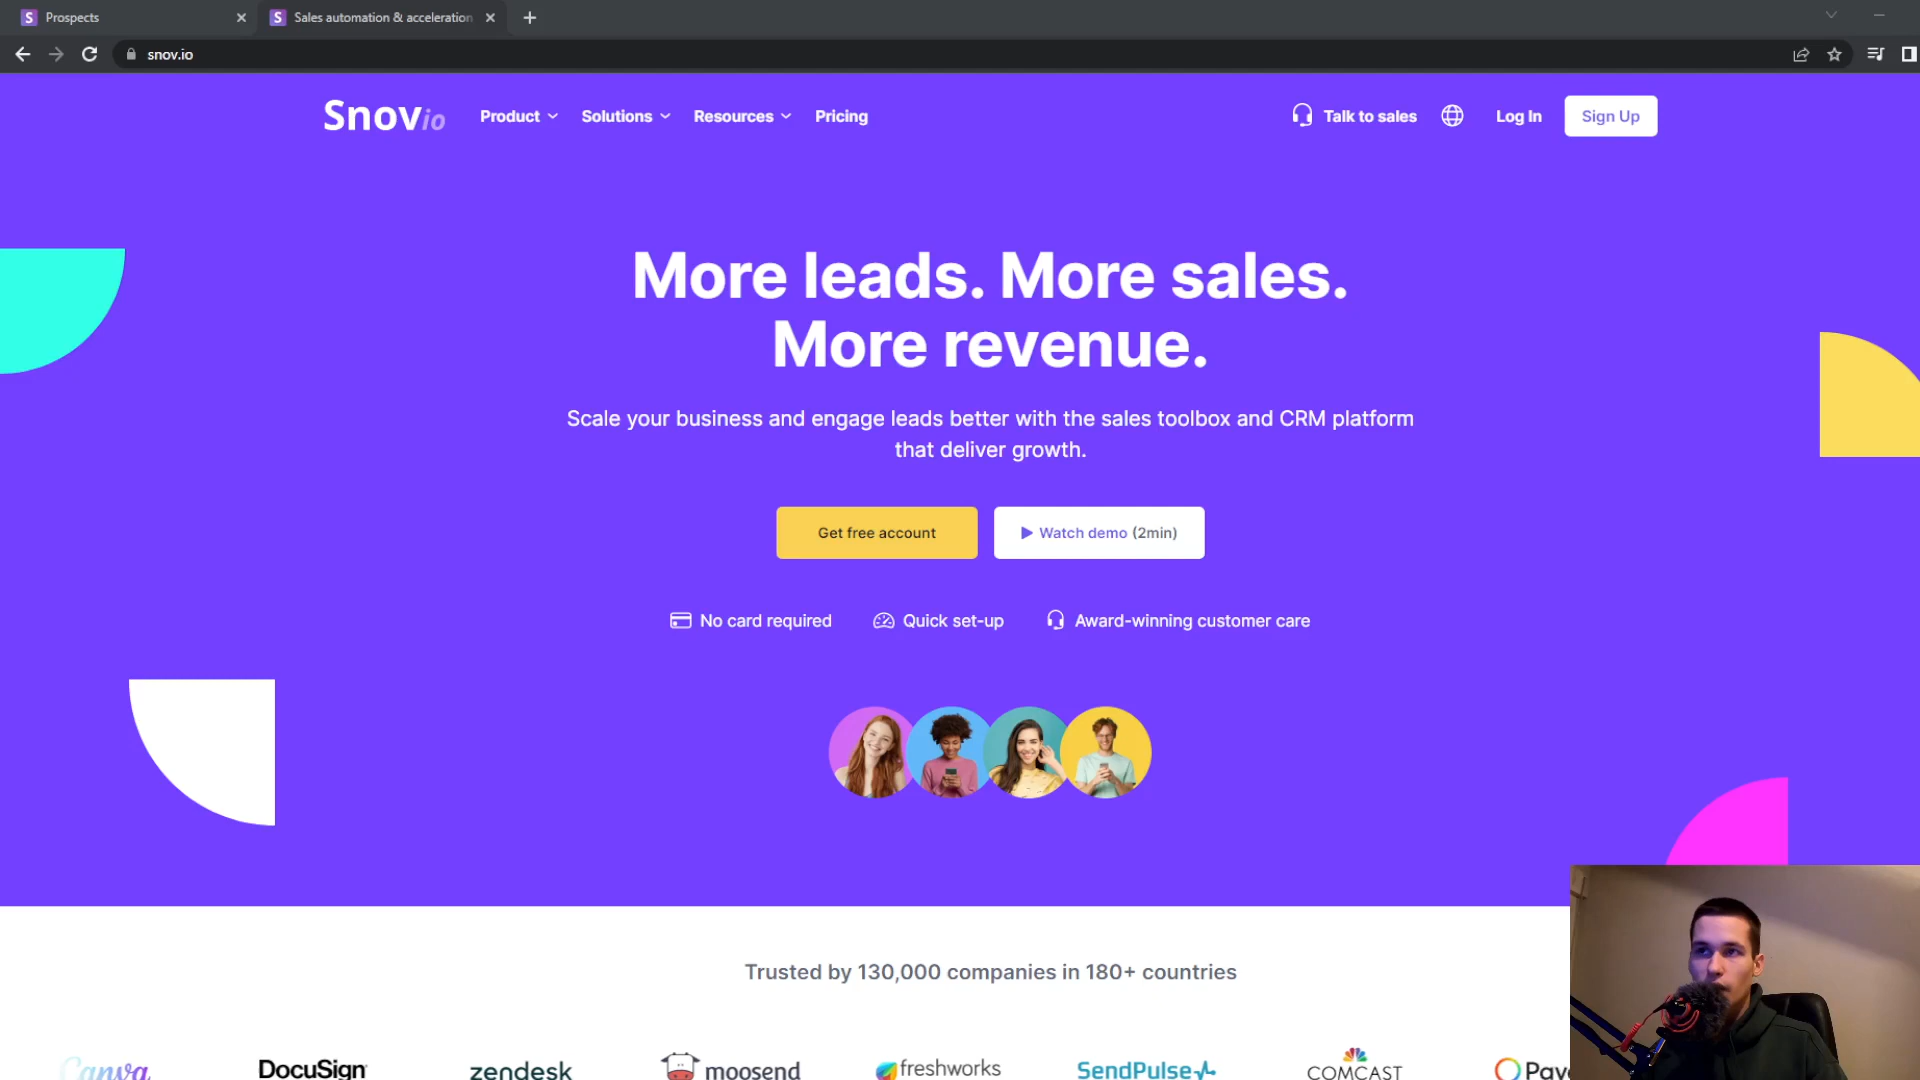 Prospects
Sales automation & acceleration
snov.io
Snovio
Product
Solutions
Resources
Pricing
Talk to sales
Log In
Sign Up
More leads. More sales.
More revenue.
Scale your business and engage leads better with the sales toolbox and CRM platform
that deliver growth.
Get free account
Watch demo (2min)
No card required
Quick set-up
Award-winning customer care
Trusted by 130,000 companies in 180+ countries
Canva
DocuSign
zendesk
moosend
freshworks
SendPulse
COMCAST